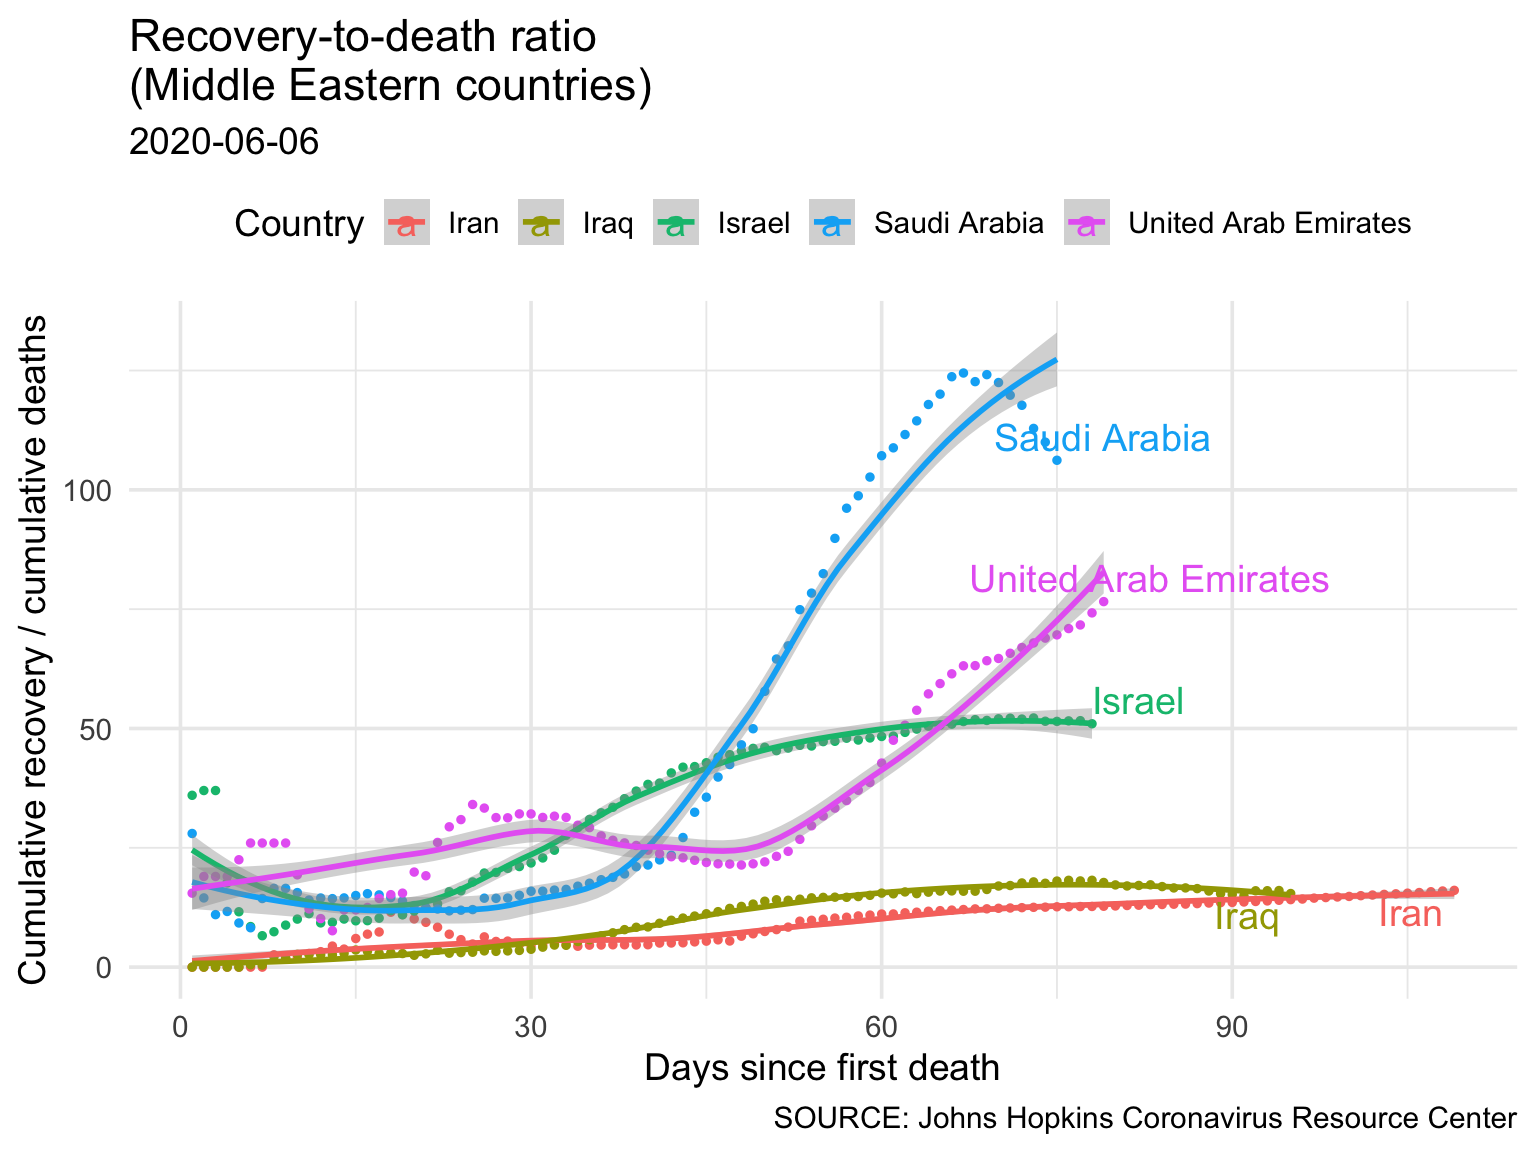 Recovery-to-death ratio
(Middle Eastern countries)
2020-06-06
Country a Iran a Iraq a Israel a Saudi Arabia a United Arab Emirates
Cumulative recovery / cumulative deaths
100
50
0
Saudi Arabia
United Arab Emirates
Israel
Iraq
Iran
0 30 60 90
Days since first death
SOURCE: Johns Hopkins Coronavirus Resource Center